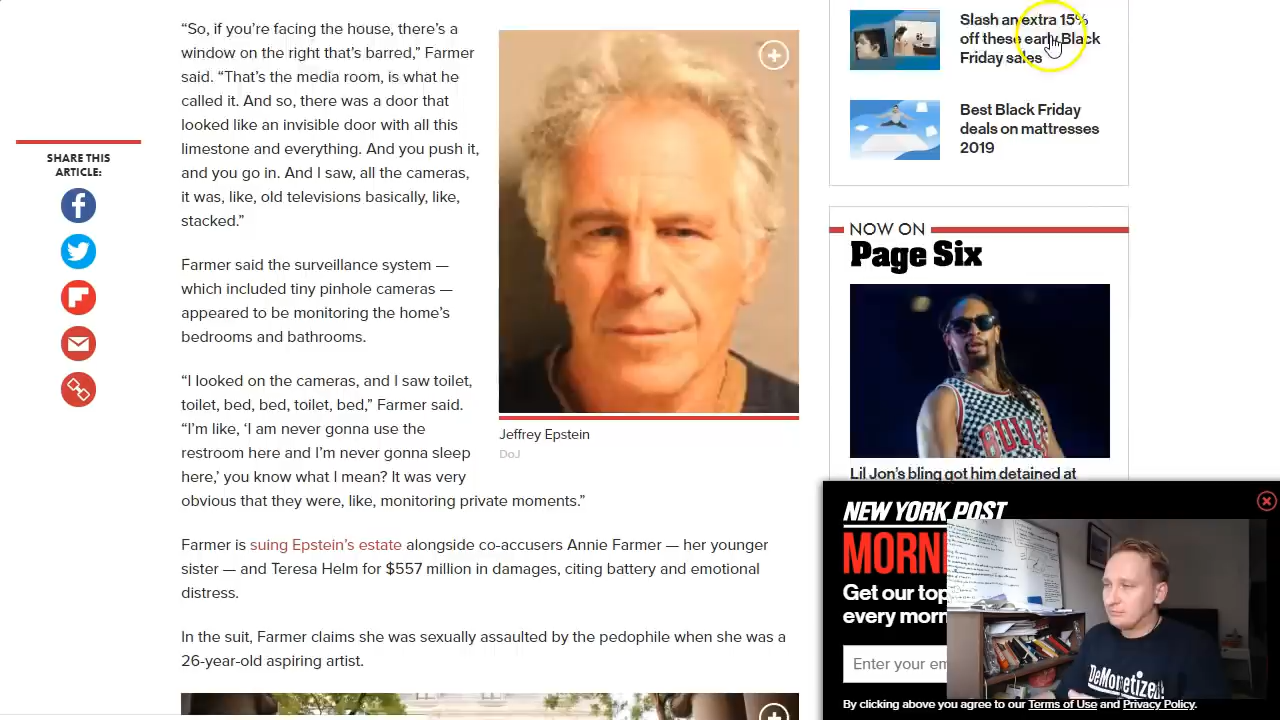 SHARE THIS
ARTICLE:
“So, if you’re facing the house, there’s a
window on the right that’s barred,” Farmer
said. “That’s the media room, is what he
called it. And so, there was a door that
looked like an invisible door with all this
limestone and everything. And you push it,
and you go in. And I saw, all the cameras,
it was, like, old televisions basically, like,
stacked.”
Farmer said the surveillance system —
which included tiny pinhole cameras —
appeared to be monitoring the home’s
bedrooms and bathrooms.
“I looked on the cameras, and I saw toilet,
toilet, bed, bed, toilet, bed,” Farmer said.
“I’m like, ‘I am never gonna use the
restroom here and I’m never gonna sleep
here,’ you know what I mean? It was very
obvious that they were, like, monitoring private moments.”
Jeffrey Epstein
DoJ
Farmer is suing Epstein’s estate alongside co-accusers Annie Farmer — her younger
sister — and Teresa Helm for $557 million in damages, citing battery and emotional
distress.
In the suit, Farmer claims she was sexually assaulted by the pedophile when she was a
26-year-old aspiring artist.
Slash an extra 15%
off these early Black
Friday sales
Best Black Friday
deals on mattresses
2019
NOW ON
Page Six
BULLS
Lil Jon’s bling got him detained at
NEW YORK POST
MORN
Get our top
every morn
Enter your em
By clicking above you agree to our Terms of Use and Privacy Policy.
DeMonetized!